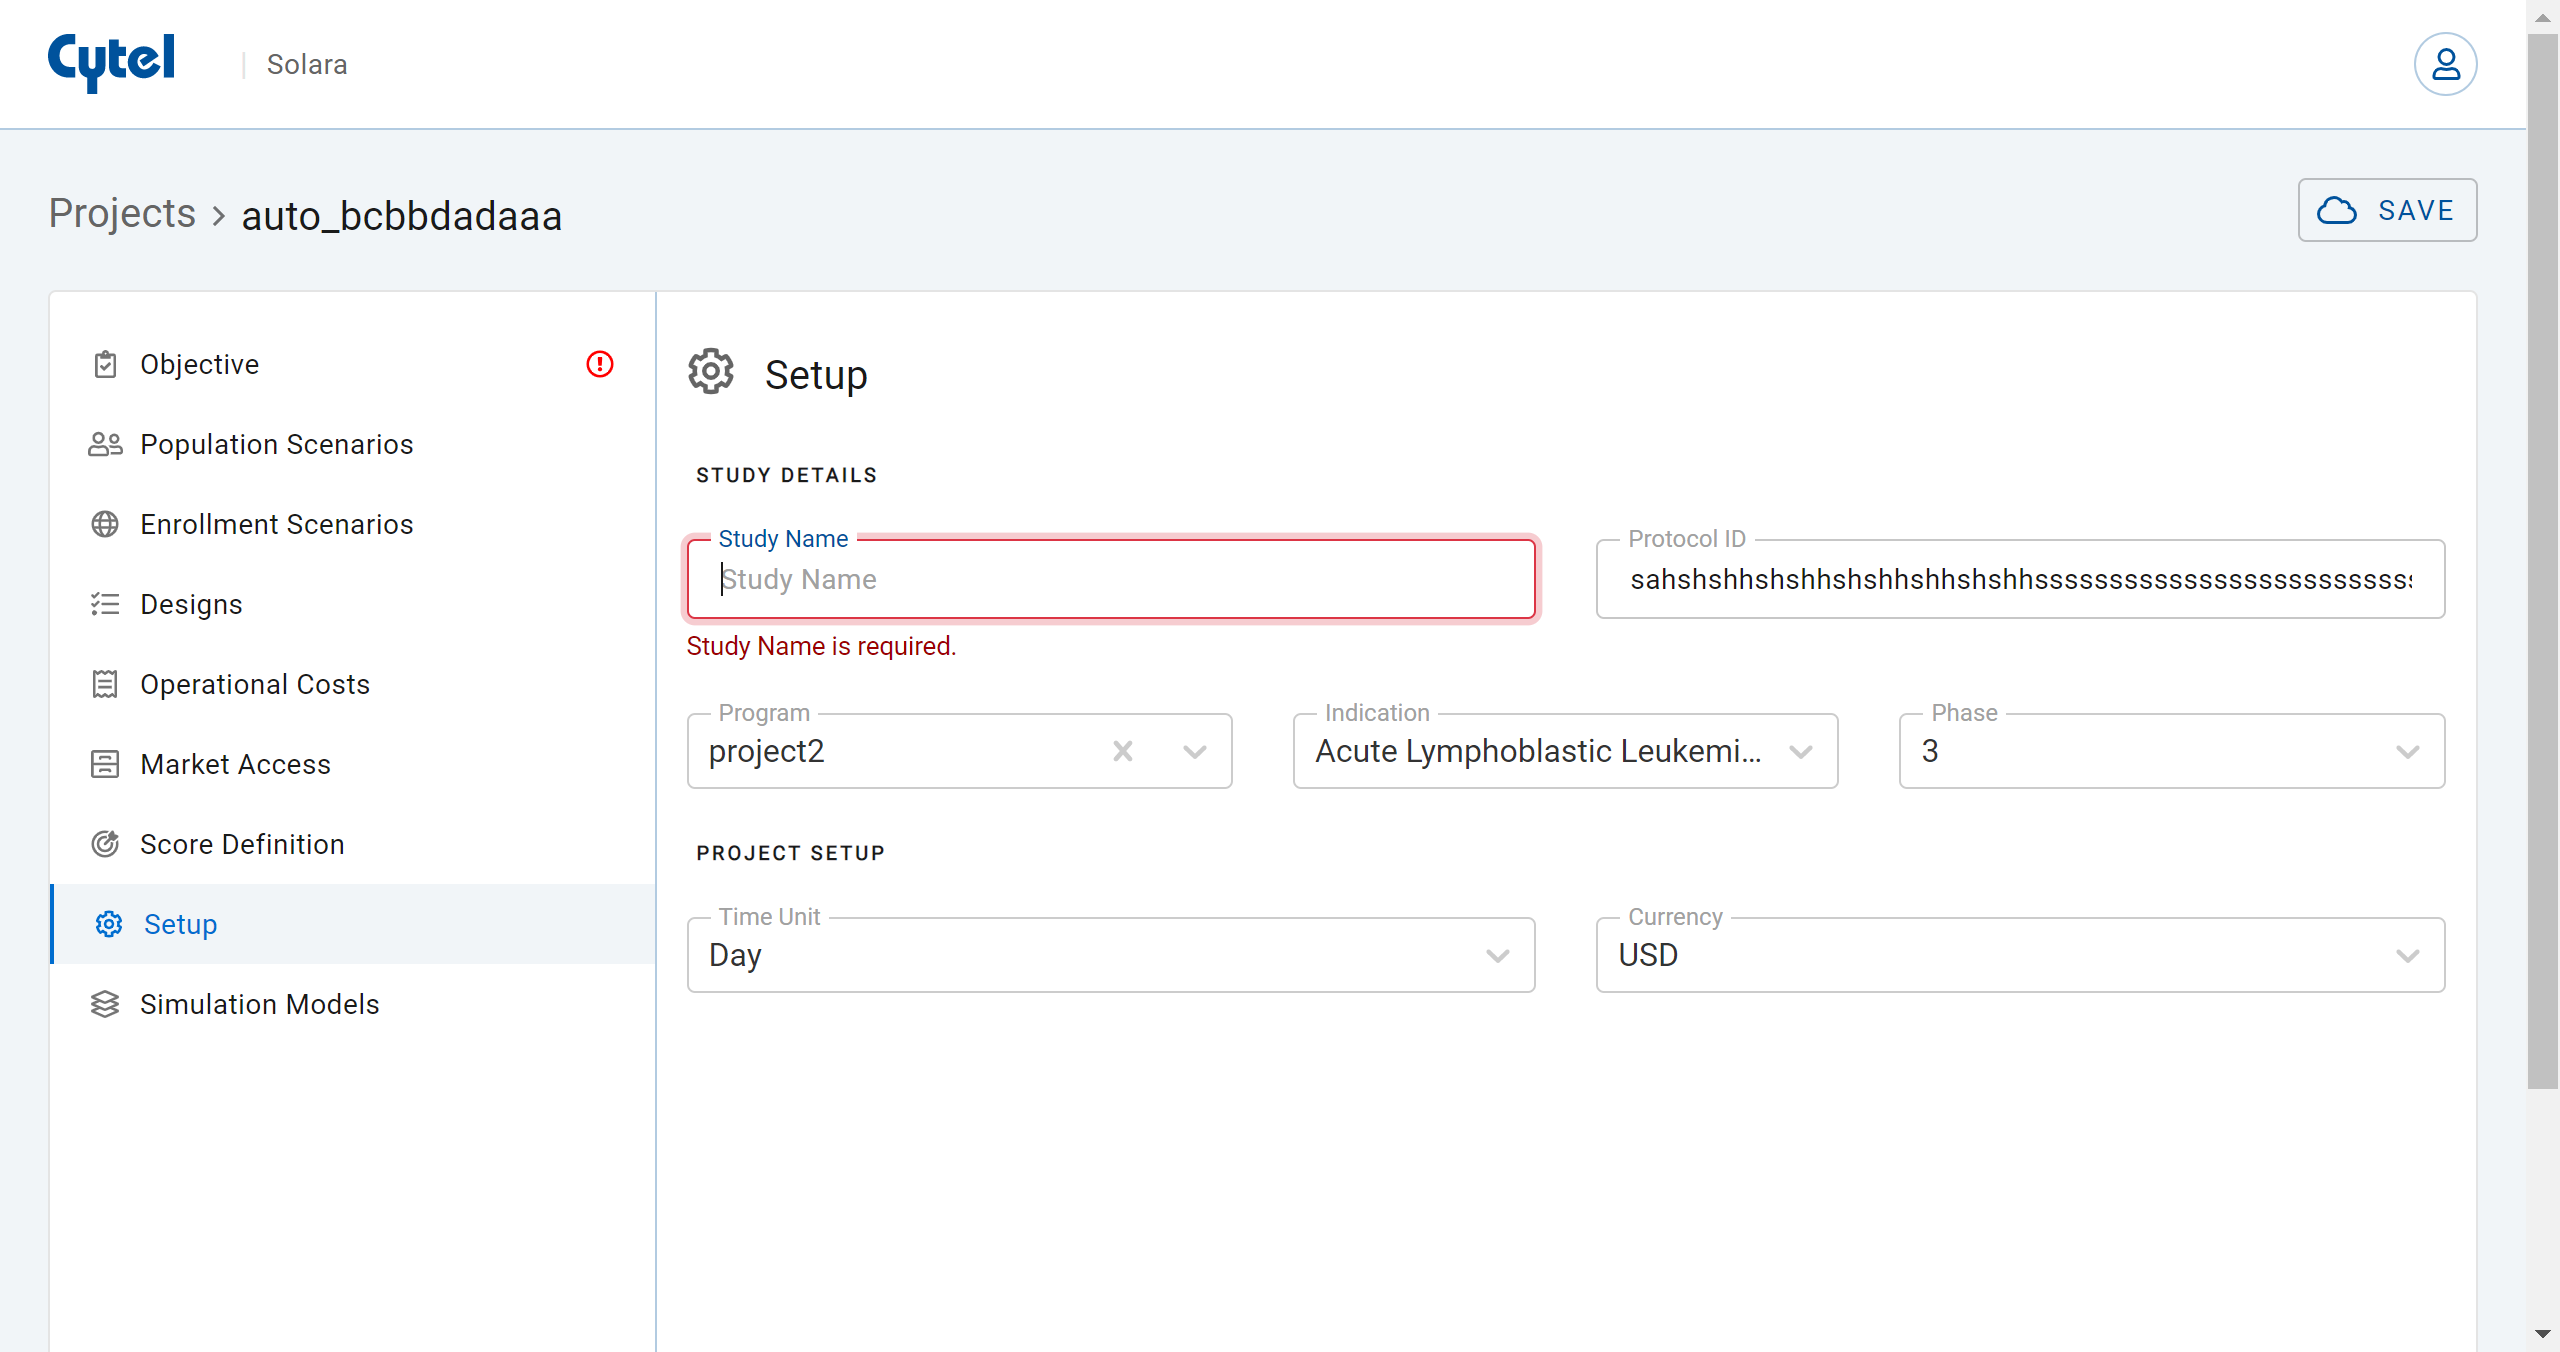 Cytel | Solara
Projects > auto_bcbbdadaaa
SAVE
Objective
Population Scenarios
Enrollment Scenarios
Designs
Operational Costs
Market Access
Score Definition
Setup
Simulation Models
Setup
STUDY DETAILS
Study Name
Study Name
Study Name is required.
Protocol ID
Program
project2
Indication
Acute Lymphoblastic Leukemi...
Phase
3
PROJECT SETUP
Time Unit
Day
Currency
USD